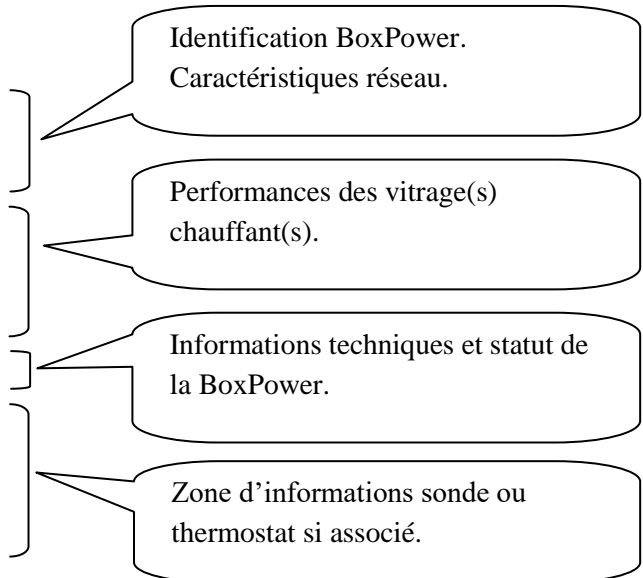 Identification BoxPower.
Caractéristiques réseau.
Performances des vitrage(s)
chauffant(s).
Informations techniques et statut de
la BoxPower.
Zone d’informations sonde ou
thermostat si associé.